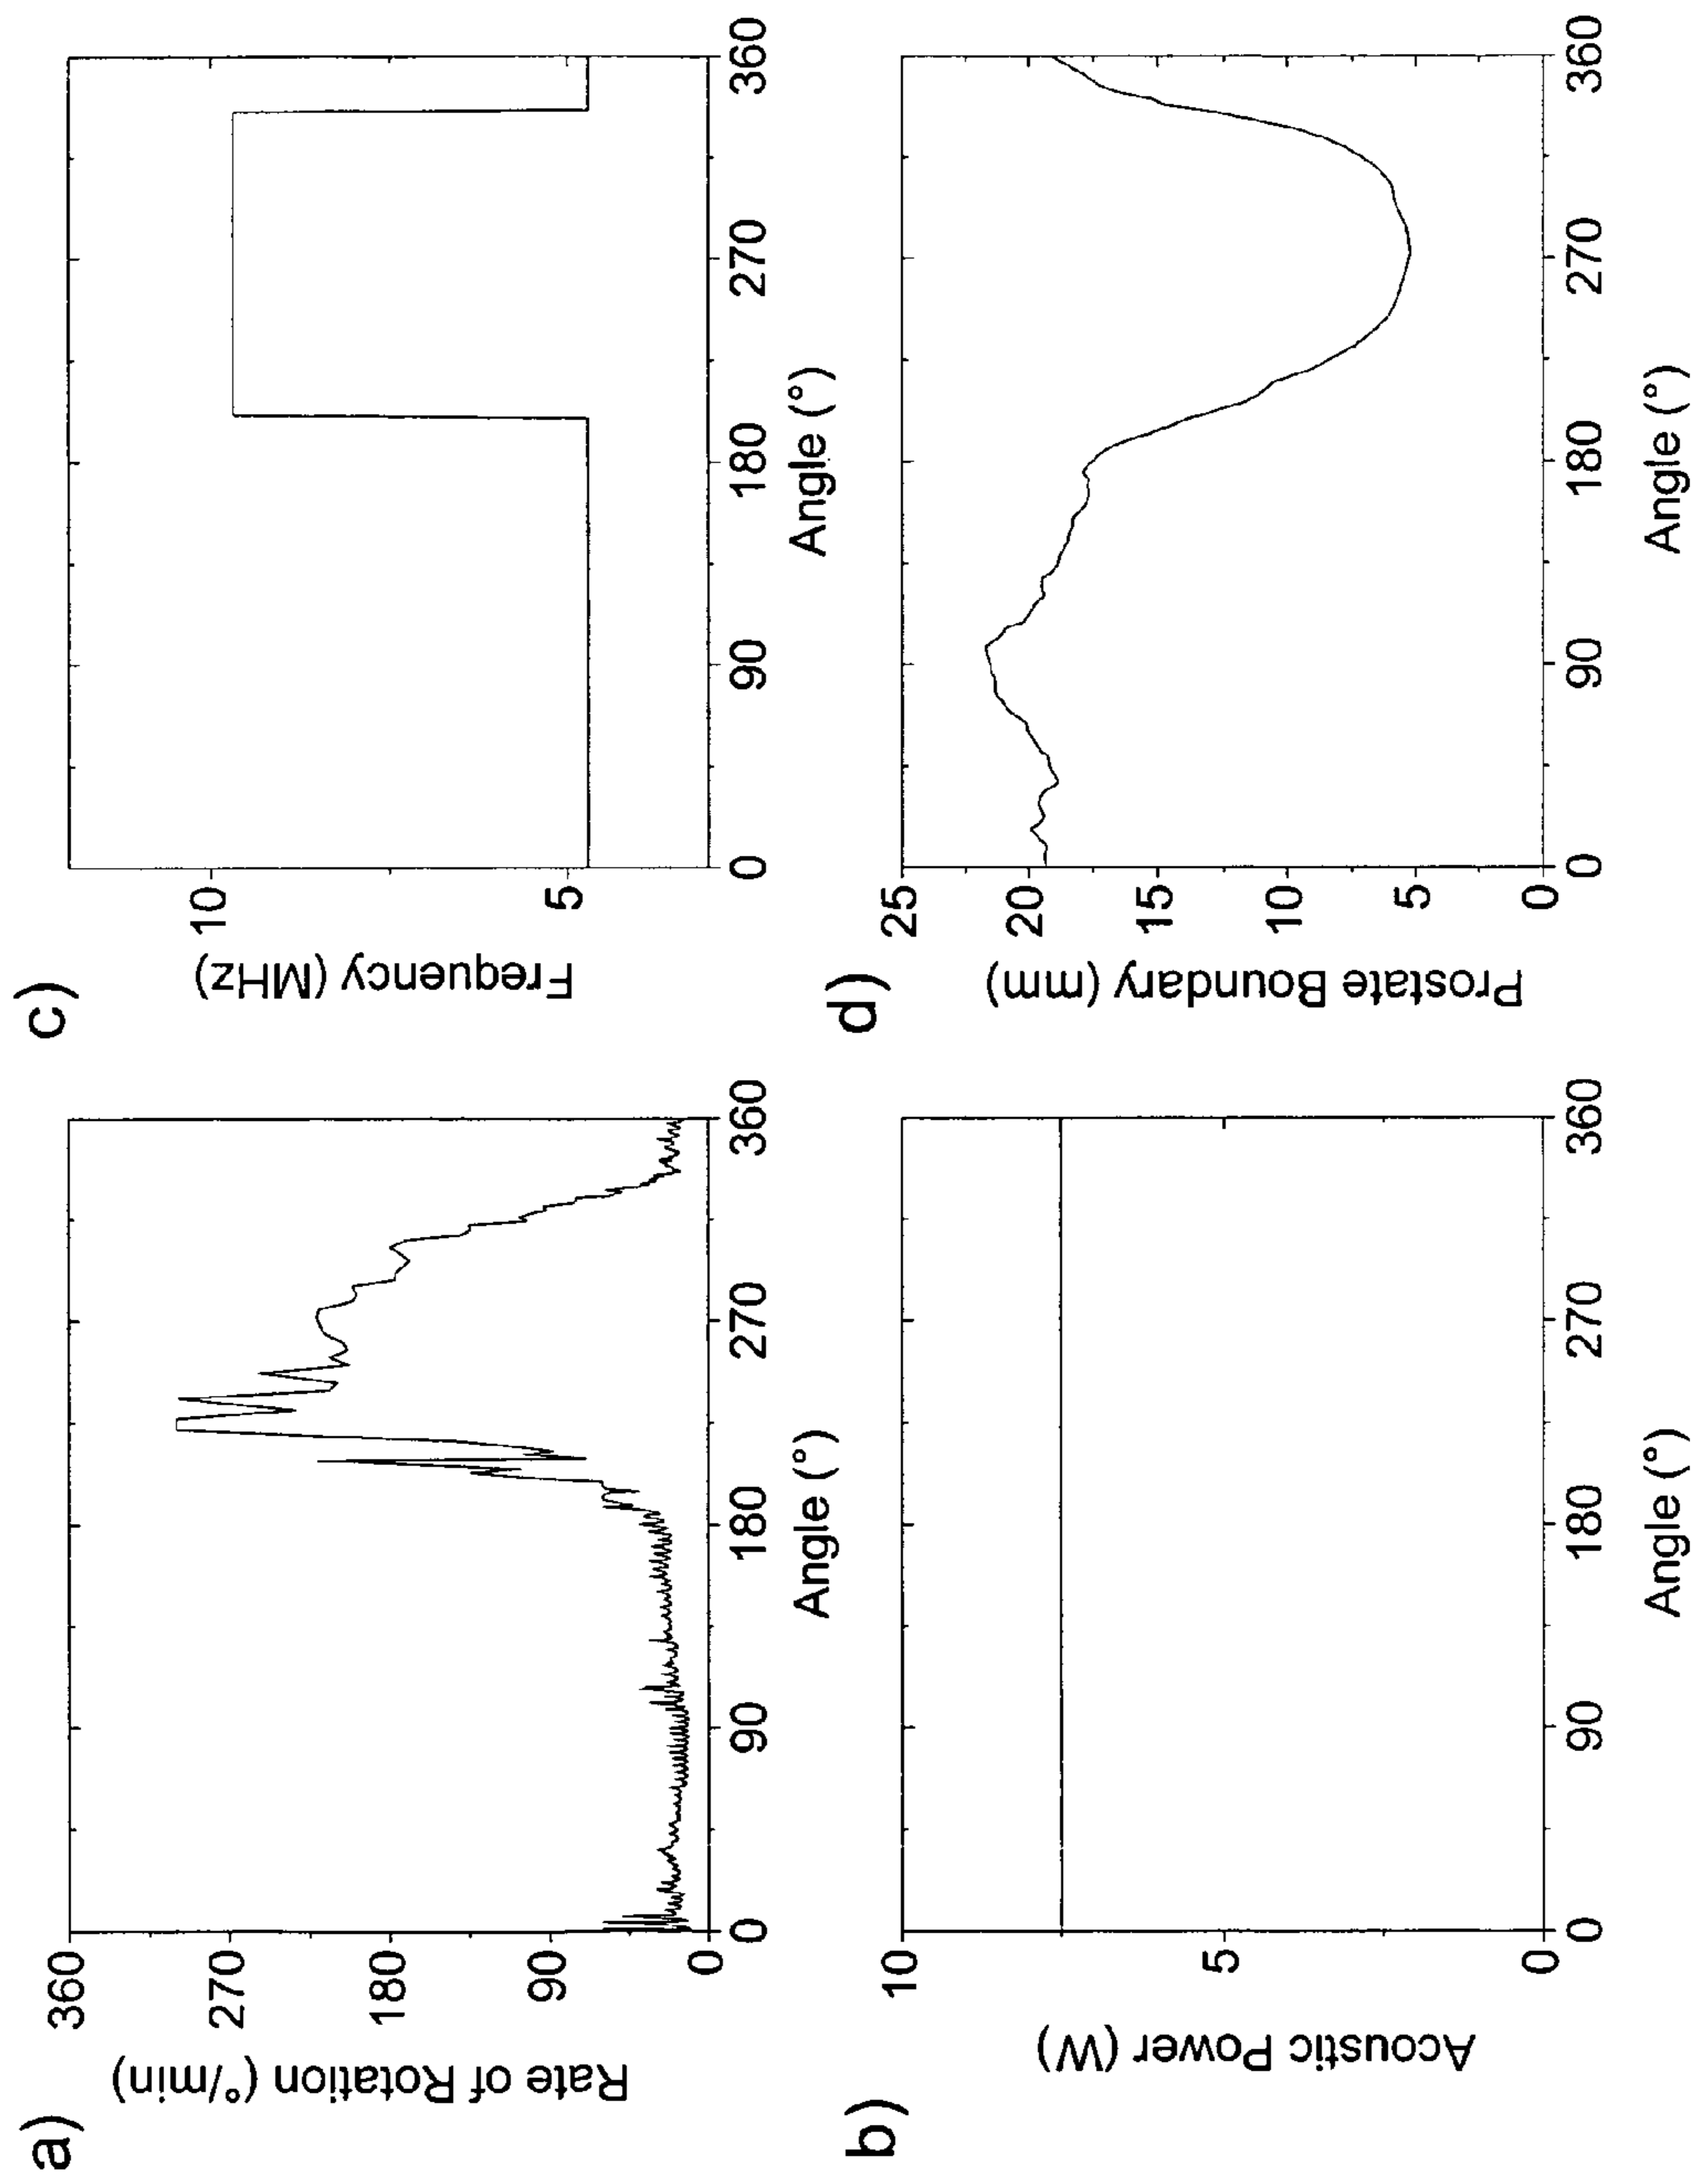 a)
Rate of Rotation (°/min)
360
270
180
90
0
0 90 180 270 360
Angle (°)
b)
Acoustic Power (W)
10
5
0
0 90 180 270 360
Angle (°)
c)
Frequency (MHz)
10
5
0 90 180 270 360
Angle (°)
d)
Prostate Boundary (mm)
25
20
15
10
5
0
0 90 180 270 360
Angle (°)